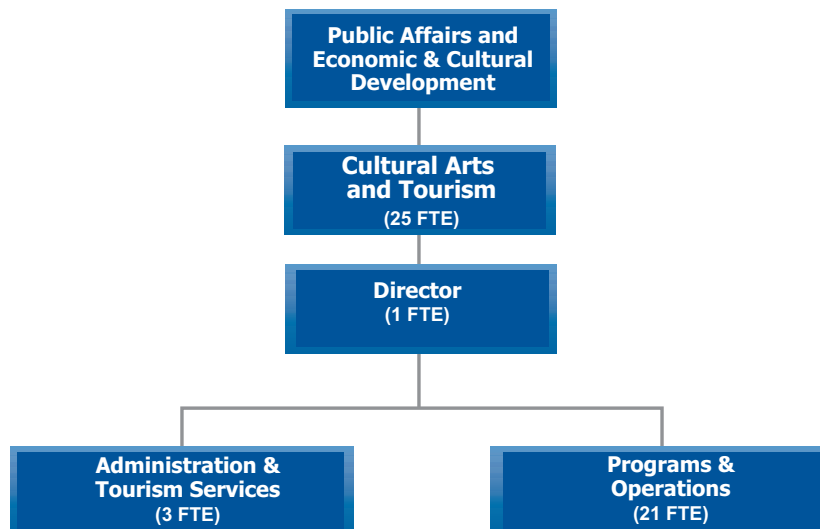 Public Affairs and
Economic & Cultural
Development
Cultural Arts
and Tourism
(25 FTE)
Director
(1 FTE)
Administration &
Tourism Services
(3 FTE)
Programs &
Operations
(21 FTE)